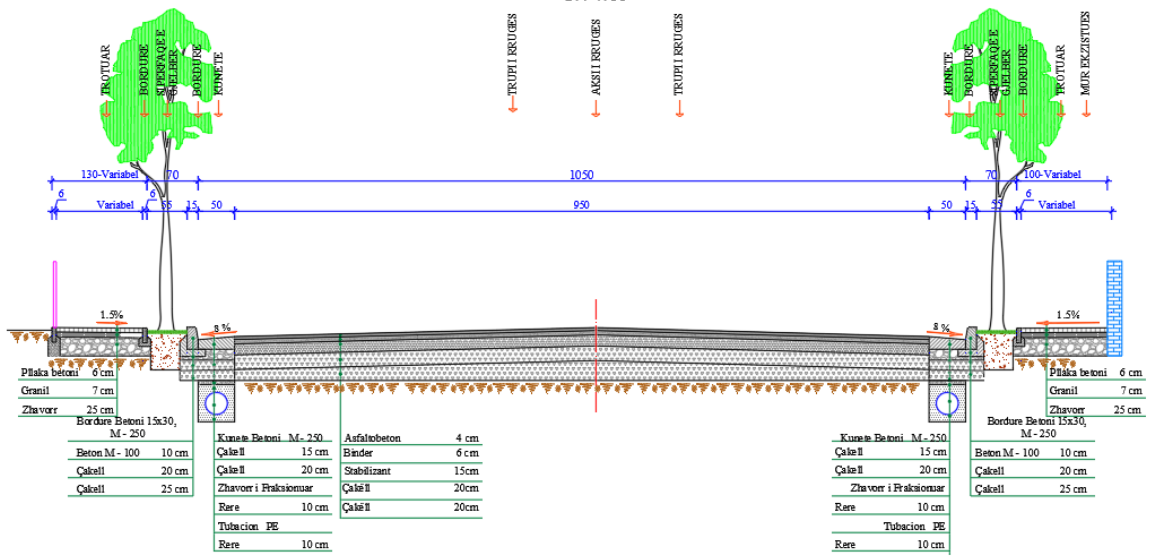 TROTUAR
BORDURE
SIPERFAQE E
GJELBER
BORDURE
KUNETE
TRUPI I RRUGES
AKSI I RRUGES
TRUPI I RRUGES
KUNETE
BORDURE
SIPERFAQE E
GJELBER
BORDURE
TROTUAR
MUR EKZISTUES
130-Variabel 70 1050 70 100-Variabel
6 Variabel 6 55 15 50 950 50 15 55 6 Variabel
1.5% 8 % 8 % 1.5%
Pllaka betoni 6 cm
Granil 7 cm
Zhavorr 25 cm
Bordure Betoni 15x30,
M - 250
Beton M - 100 10 cm
Çakell 20 cm
Çakell 25 cm
Kunete Betoni M - 250
Çakell 15 cm
Çakell 20 cm
Zhavorr i Fraksionuar
Rere 10 cm
Tubacion PE
Rere 10 cm
Asfaltobeton 4 cm
Binder 6 cm
Stabilizant 15cm
Çakëll 20cm
Çakëll 20cm
Kunete Betoni M - 250
Çakell 15 cm
Çakell 20 cm
Zhavorr i Fraksionuar
Rere 10 cm
Tubacion PE
Rere 10 cm
Pllaka betoni 6 cm
Granil 7 cm
Zhavorr 25 cm
Bordure Betoni 15x30,
M - 250
Beton M - 100 10 cm
Çakell 20 cm
Çakell 25 cm